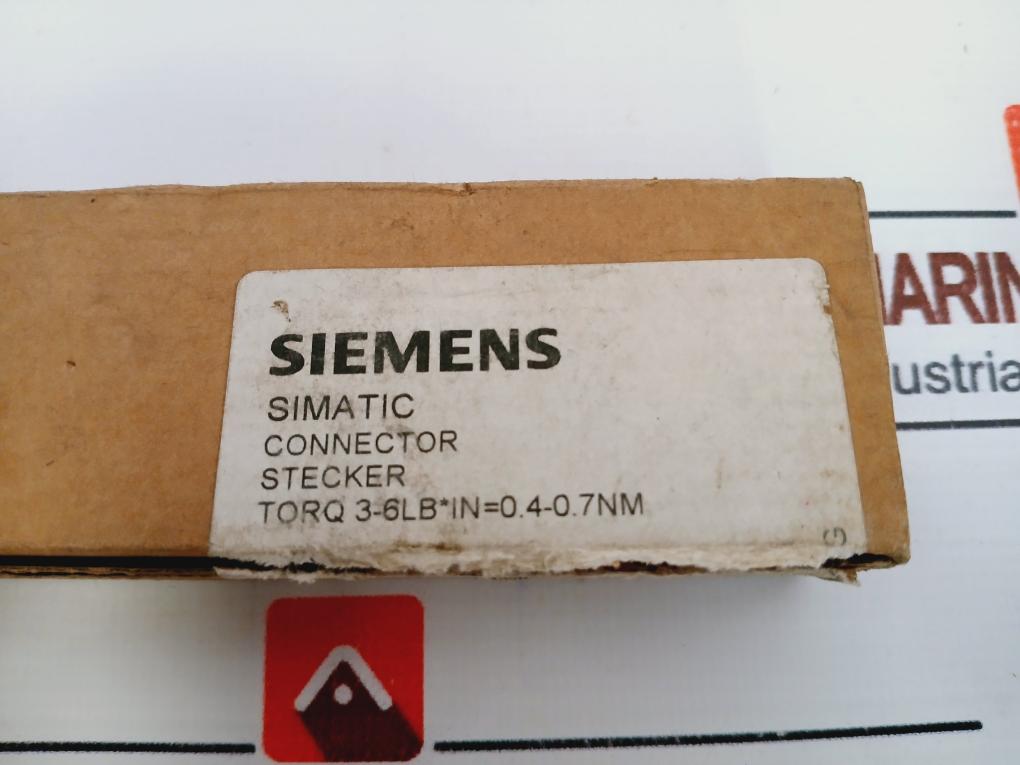 SIEMENS
SIMATIC
CONNECTOR
STECKER
TORQ 3-6LB*IN=0.4-0.7NM
G
ARIN
ustria